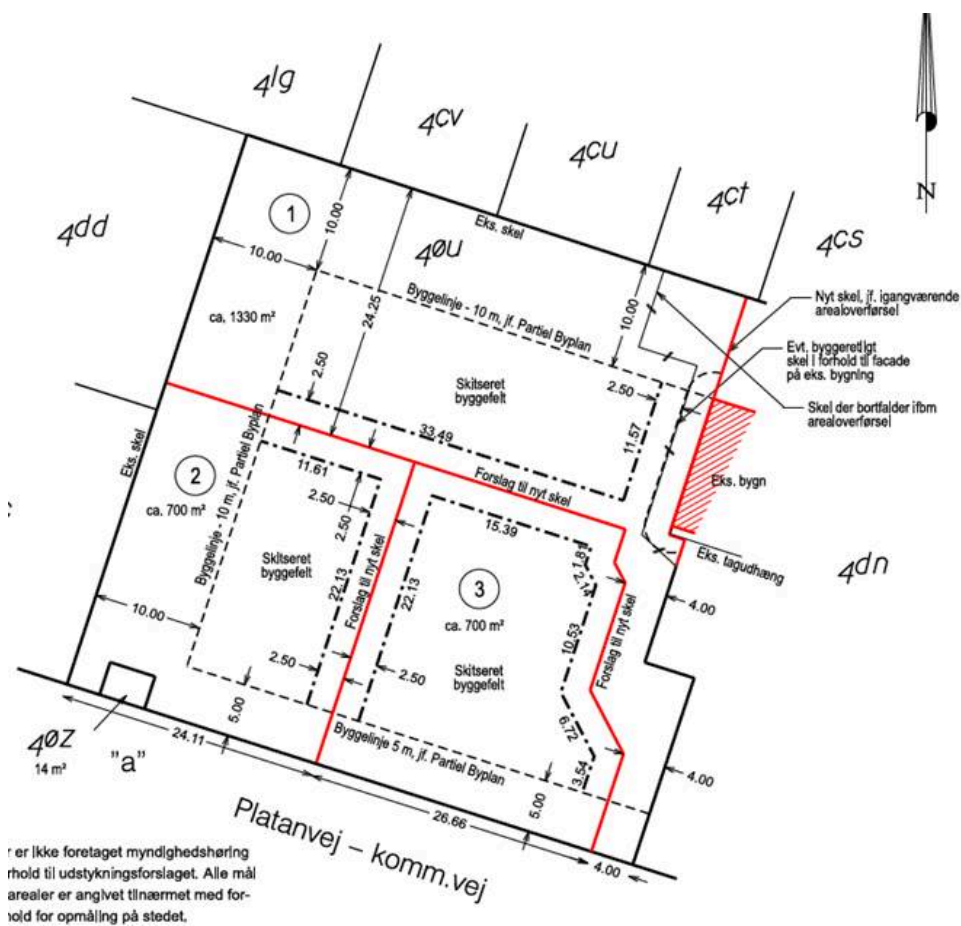 4lg
4cv
4cu
4ct
4cs
4dd
N
1
10.00
10.00
4øu
Eks. skel
ca. 1330 m²
24.25
Byggelinje - 10 m, jf. Partiel Byplan
10.00
Nyt skel, jf. igangværende
arealoverførsel
Evt. byggeretligt
skel i forhold til facade
på eks. bygning
Skel der bortfalder ifbm
arealoverførsel
2.50
Skitseret
byggefelt
2.50
33.49
11.57
Eks. skel
2
ca. 700 m²
Byggelinje - 10 m, jf. Partiel Byplan
11.61
2.50
2.50
Forslag til nyt skel
Eks. bygn
Skitseret
byggefelt
22.13
Forslag til nyt skel
22.13
15.39
1.81
2.14
3
ca. 700 m²
10.53
Forslag til nyt skel
Eks. tagudhæng
4dn
4.00
10.00
2.50
2.50
Skitseret
byggefelt
6.72
3.54
5.00
Byggelinje 5 m, jf. Partiel Byplan
5.00
4.00
4øz
14 m²
"a"
24.11
26.66
4.00
Platanvej – komm.vej
r er ikke foretaget myndighedshøring
rhold til udstykningsforslaget. Alle mål
arealer er angivet tilnærmet med for-
hold for opmåling på stedet.